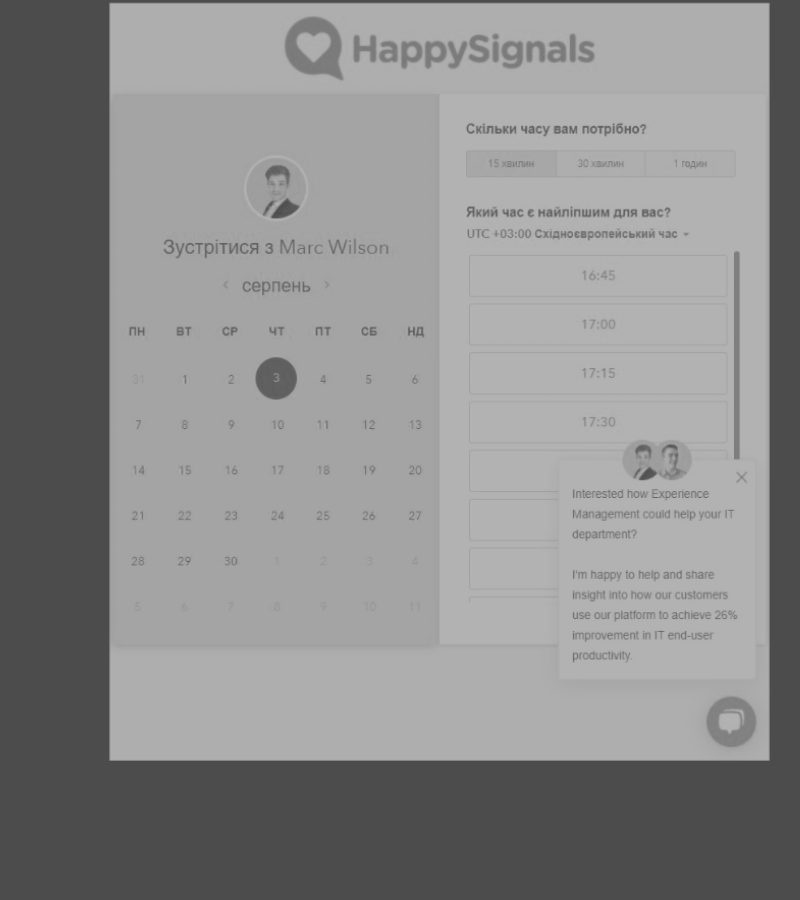 HappySignals
Зустрітися з Marc Wilson
серпень
ПН ВТ СР ЧТ ПТ СБ НД
31 1 2 3 4 5 6
7 8 9 10 11 12 13
14 15 16 17 18 19 20
21 22 23 24 25 26 27
28 29 30 1 2 3 4
5 6 7 8 9 10 11
Скільки часу вам потрібно?
15 хвилин 30 хвилин 1 годин
Який час є найліпшим для вас?
UTC +03:00 Східноєвропейський час
16:45
17:00
17:15
17:30
Interested how Experience
Management could help your IT
department?
I'm happy to help and share
insight into how our customers
use our platform to achieve 26%
improvement in IT end-user
productivity.